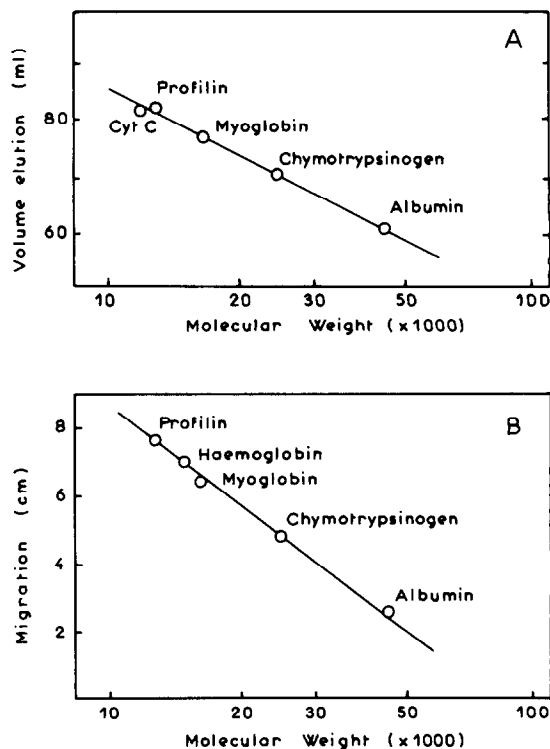 A
Volume elution (ml)
80
60
Profilin
Cyt C
Myoglobin
Chymotrypsinogen
Albumin
10 20 30 50 100
Molecular Weight (x1000)
B
Migration (cm)
8
6
4
2
Profilin
Haemoglobin
Myoglobin
Chymotrypsinogen
Albumin
10 20 30 50 100
Molecular Weight (x1000)